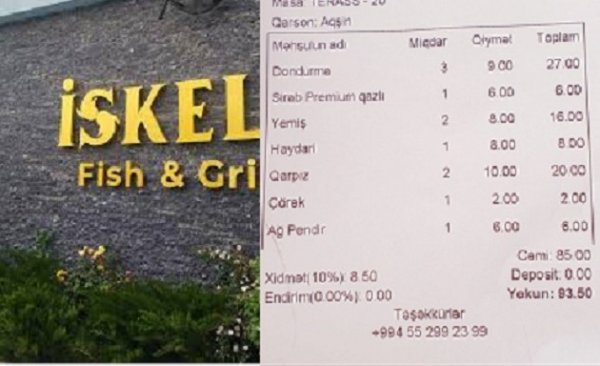 İSKEL
Fish & Gri
Masa: TERASS - 20
Qarson: Aqşin
Məhsulun adı Miqdar Qiymət Toplam
Dondurma 3 9.00 27.00
Sirab Premium qazlı 1 6.00 6.00
Yemiş 2 8.00 16.00
Haydari 1 8.00 8.00
Qarpız 2 10.00 20.00
Çörək 1 2.00 2.00
Ağ Pendir 1 6.00 6.00
Cəmi: 85.00
Xidmət(10%): 8.50 Deposit: 0.00
Endirim(0.00%): 0.00 Yekun: 93.50
Təşəkkürlər
+994 55 299 23 99